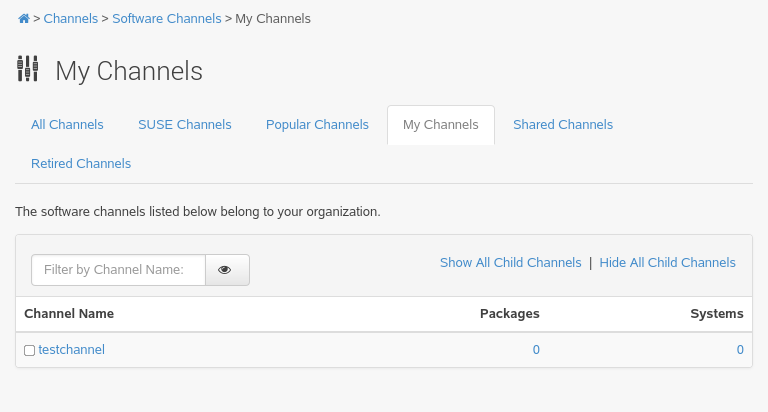 > Channels > Software Channels > My Channels
My Channels
All Channels SUSE Channels Popular Channels My Channels Shared Channels
Retired Channels
The software channels listed below belong to your organization.
Filter by Channel Name: Show All Child Channels | Hide All Child Channels
Channel Name Packages Systems
testchannel 0 0